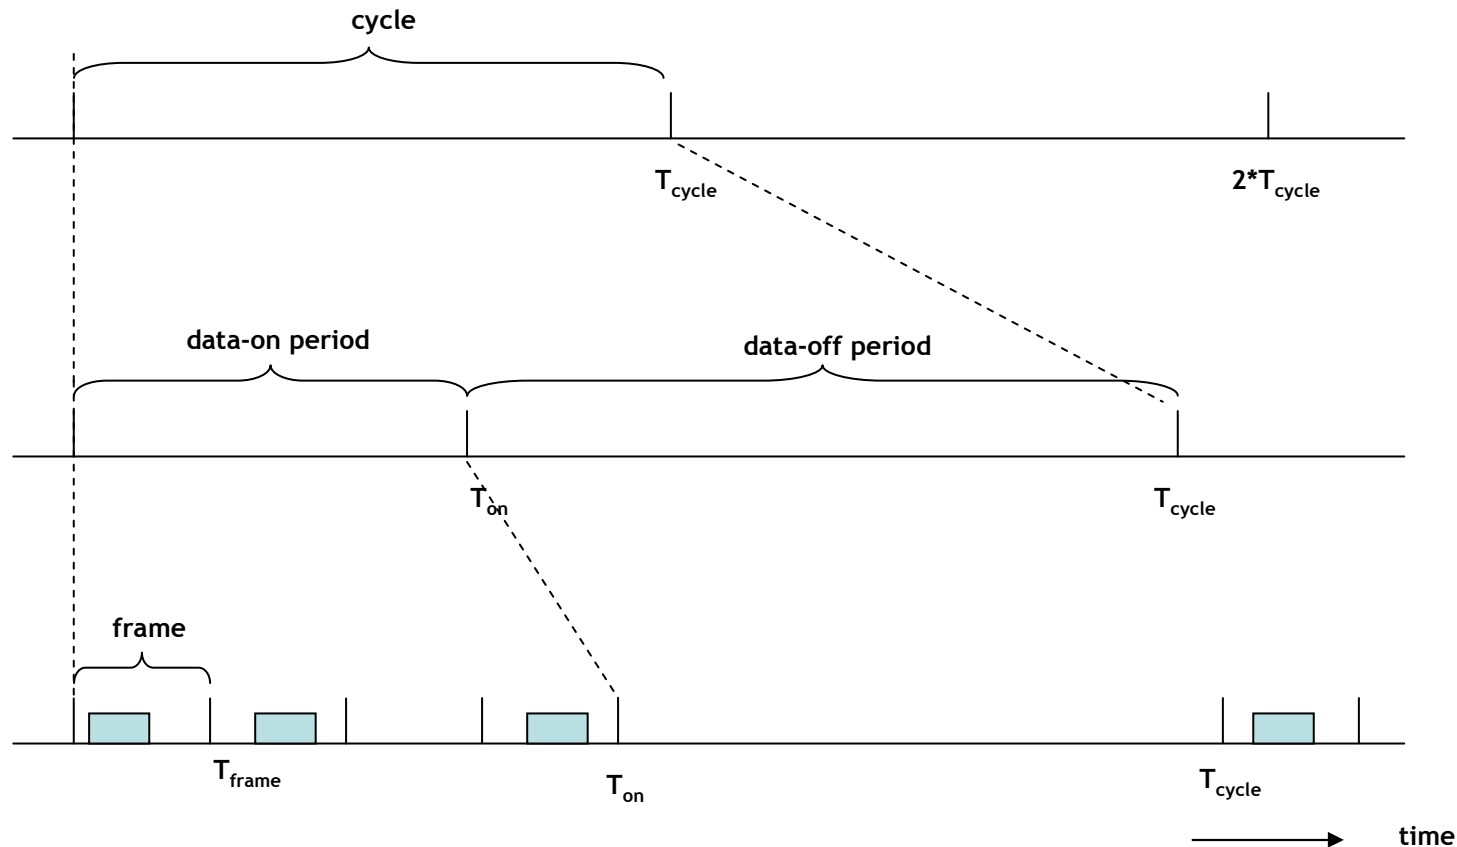 cycle
Tcycle
2*Tcycle
data-on period
data-off period
Ton
Tcycle
frame
Tframe
Ton
Tcycle
time